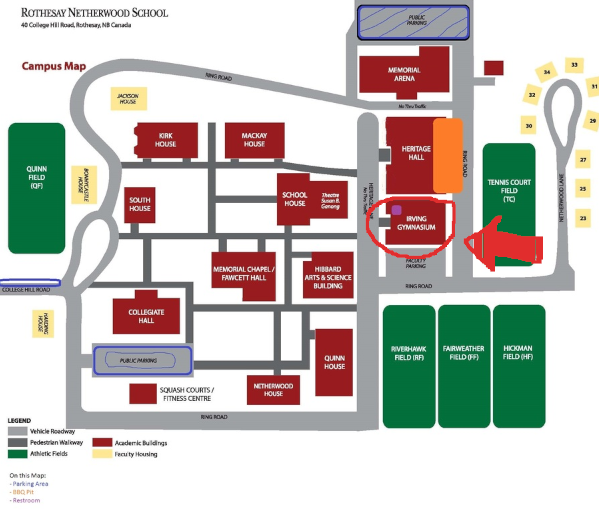 ROTHESAY NETHERWOOD SCHOOL
40 College Hill Road, Rothesay, NB Canada
Campus Map
PUBLIC
PARKING
MEMORIAL
ARENA
RING ROAD
No Thru Traffic
JACKSON
HOUSE
KIRK
HOUSE
MACKAY
HOUSE
HERITAGE
HALL
RING ROAD
34
33
31
32
29
30
27
25
23
NETHERWOOD LANE
QUINN
FIELD
(QF)
BONNYCASTLE
HOUSE
SOUTH
HOUSE
SCHOOL
HOUSE
Theatre
Susan B.
Ganong
HERITAGE LANE
No Thru Traffic
TENNIS COURT
FIELD
(TC)
IRVING
GYMNASIUM
FACULTY
PARKING
MEMORIAL CHAPEL /
FAWCETT HALL
HIBBARD
ARTS & SCIENCE
BUILDING
RING ROAD
COLLEGE HILL ROAD
COLLEGIATE
HALL
HARDING
HOUSE
PUBLIC PARKING
QUINN
HOUSE
RIVERHAWK
FIELD (RF)
FAIRWEATHER
FIELD (FF)
HICKMAN
FIELD (HF)
SQUASH COURTS /
FITNESS CENTRE
NETHERWOOD
HOUSE
RING ROAD
LEGEND
Vehicle Roadway
Pedestrian Walkway
Academic Buildings
Athletic Fields
Faculty Housing
On this Map:
- Parking Area
- BBQ Pit
- Restroom